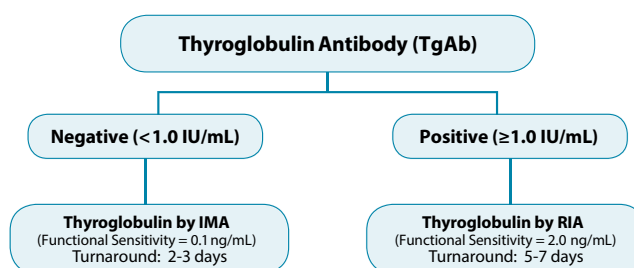 Thyroglobulin Antibody (TgAb)
Negative (<1.0 IU/mL)
Positive (≥1.0 IU/mL)
Thyroglobulin by IMA
(Functional Sensitivity = 0.1 ng/mL)
Turnaround: 2-3 days
Thyroglobulin by RIA
(Functional Sensitivity = 2.0 ng/mL)
Turnaround: 5-7 days